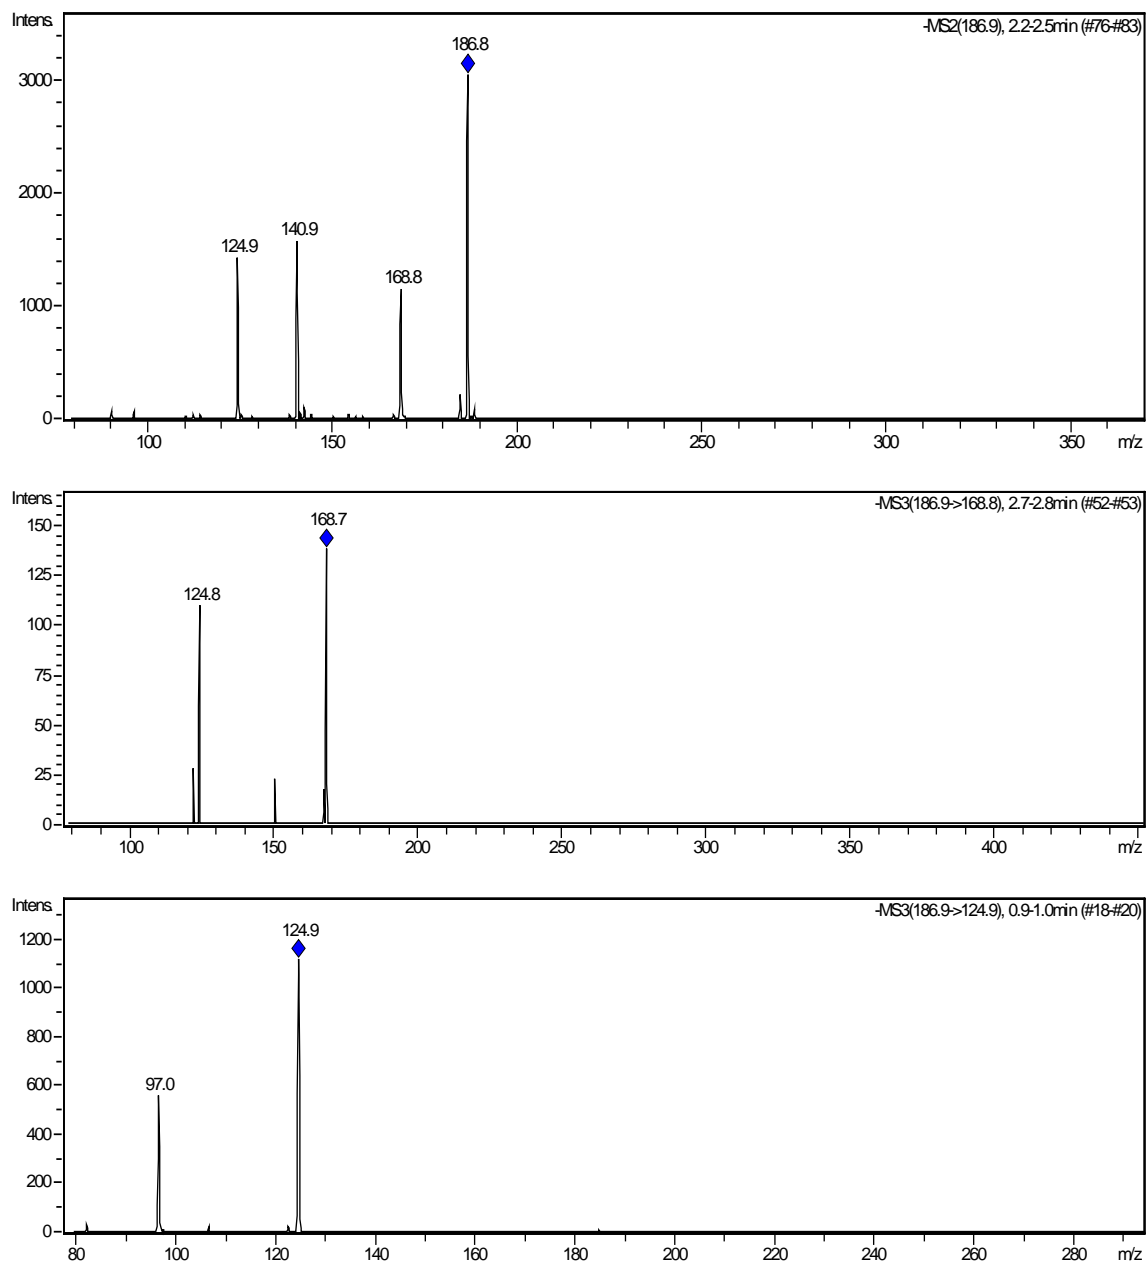 Intens.
-MS2(186.9), 2.2-2.5min (#76-#83)
186.8
3000
2000
140.9
124.9
168.8
1000
0
100 150 200 250 300 350 m/z
Intens.
-MS3(186.9->168.8), 2.7-2.8min (#52-#53)
168.7
150
125
124.8
100
75
50
25
0
100 150 200 250 300 350 400 m/z
Intens.
-MS3(186.9->124.9), 0.9-1.0min (#18-#20)
124.9
1200
1000
800
97.0
600
400
200
0
80 100 120 140 160 180 200 220 240 260 280 m/z